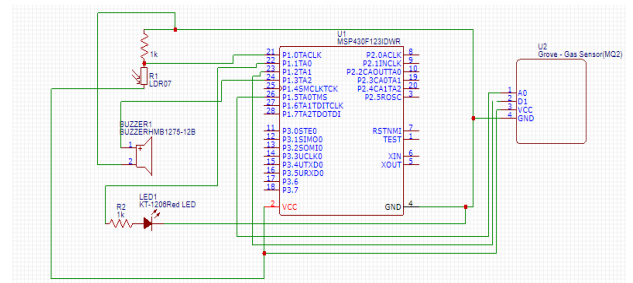 U1
MSP430F123IDWR
21 P1.0TACLK
22 P1.1TA0
23 P1.2TA1
24 P1.3TA2
25 P1.4SMCLKTCK
26 P1.5TA0TMS
27 P1.6TA1TDITCLK
28 P1.7TA2TDOTDI
11 P3.0STE0
12 P3.1SIMO0
13 P3.2SOMI0
14 P3.3UCLK0
15 P3.4UTXD0
16 P3.5URXD0
17 P3.6
18 P3.7
2 VCC
P2.0ACLK 8
P2.1INCLK 9
P2.2CAOUTTA0 10
P2.3CA0TA1 19
P2.4CA1TA2 20
P2.5ROSC 3
RSTNMI 7
TEST 1
XIN 6
XOUT 5
GND 4
U2
Grove - Gas Sensor(MQ2)
1 A0
2 D1
3 VCC
4 GND
1k
R1
LDR07
BUZZER1
BUZZERHMB1275-12B
1 +
2
LED1
KT-1206Red LED
R2
1k